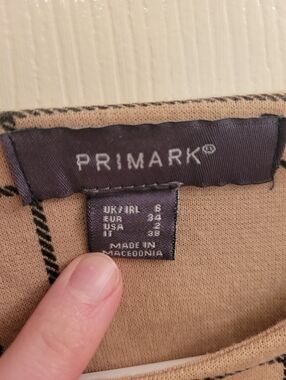 PRIMARK®
UK/IRL 6
EUR 34
USA 2
IT 38
MADE IN
MACEDONIA